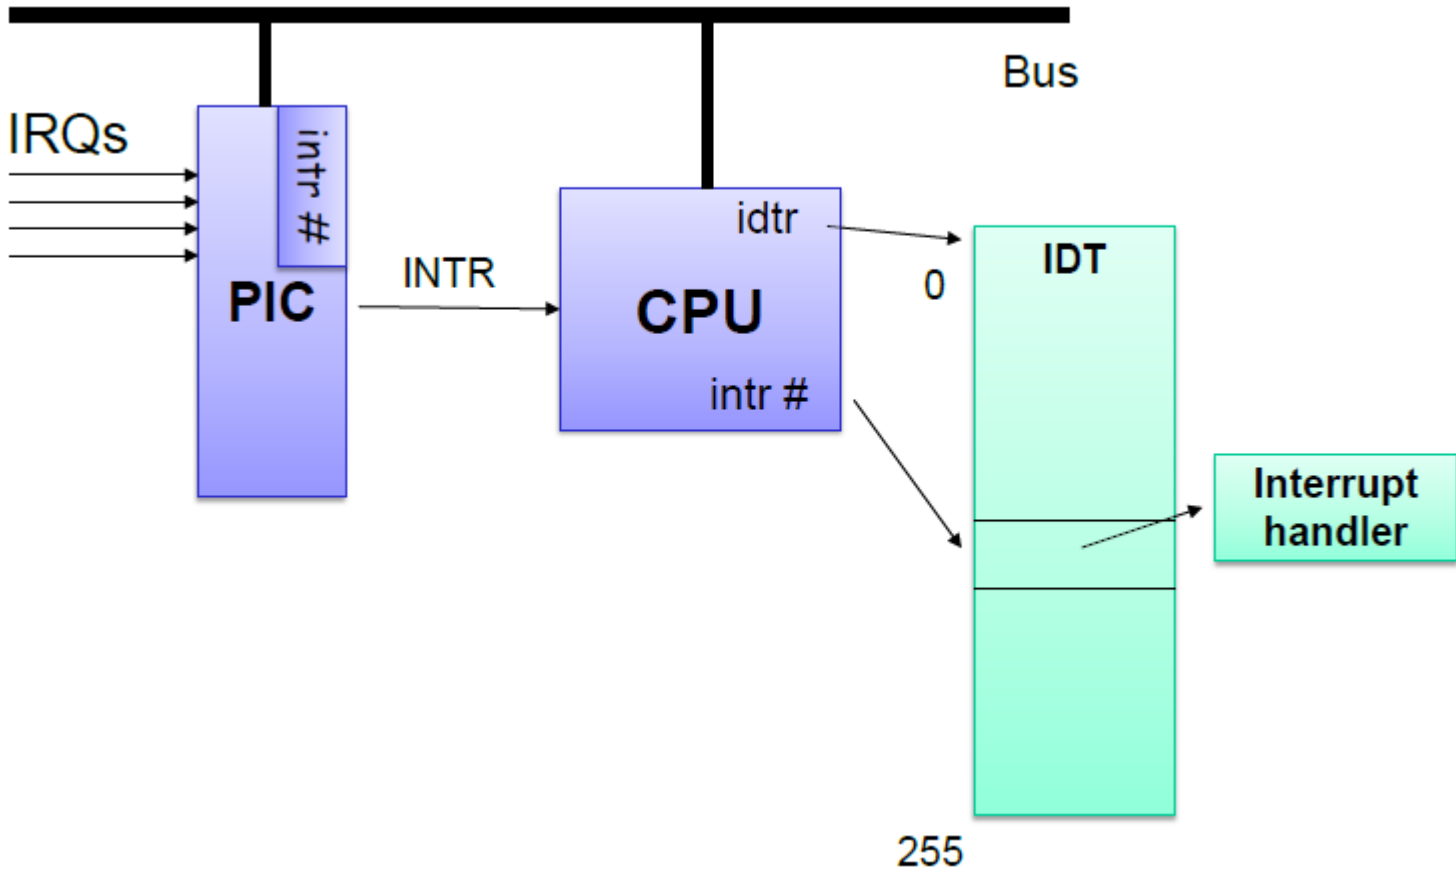 Bus
IRQs
intr #
PIC
INTR
idtr
CPU
intr #
IDT
0
Interrupt
handler
255